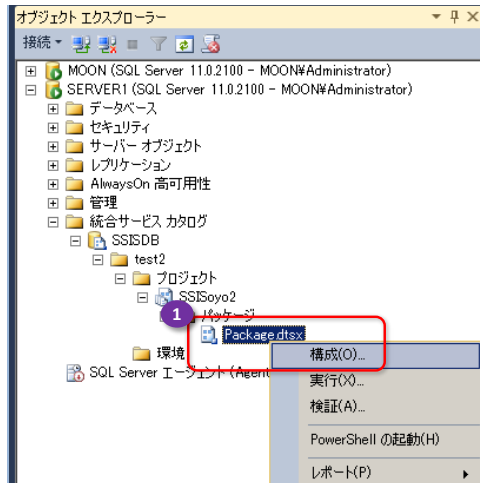 オブジェクト エクスプローラー
接続
MOON (SQL Server 11.0.2100 - MOON¥Administrator)
SERVER1 (SQL Server 11.0.2100 - MOON¥Administrator)
データベース
セキュリティ
サーバー オブジェクト
レプリケーション
AlwaysOn 高可用性
管理
統合サービス カタログ
SSISDB
test2
プロジェクト
SSISoyo2
1 パッケージ
Package.dtsx
環境 構成(O)...
SQL Server エージェント (Agent 実行(X)...
検証(A)...
PowerShell の起動(H)
レポート(P)